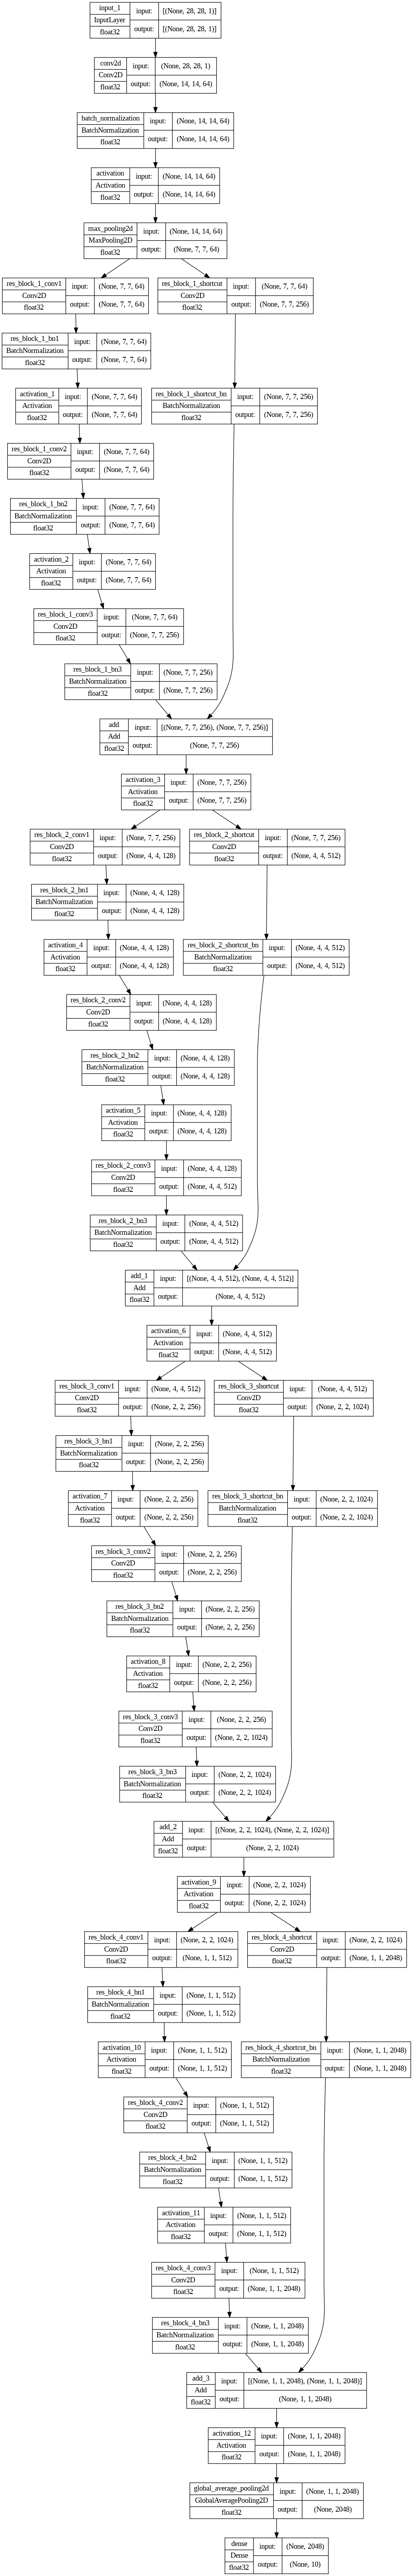 input_1 input: [(None, 28, 28, 1)]
InputLayer
float32 output: [(None, 28, 28, 1)]
conv2d input: (None, 28, 28, 1)
Conv2D
float32 output: (None, 14, 14, 64)
batch_normalization input: (None, 14, 14, 64)
BatchNormalization
float32 output: (None, 14, 14, 64)
activation input: (None, 14, 14, 64)
Activation
float32 output: (None, 14, 14, 64)
max_pooling2d input: (None, 14, 14, 64)
MaxPooling2D
float32 output: (None, 7, 7, 64)
res_block_1_conv1 input: (None, 7, 7, 64)
Conv2D
float32 output: (None, 7, 7, 64)
res_block_1_shortcut input: (None, 7, 7, 64)
Conv2D
float32 output: (None, 7, 7, 256)
res_block_1_bn1 input: (None, 7, 7, 64)
BatchNormalization
float32 output: (None, 7, 7, 64)
activation_1 input: (None, 7, 7, 64)
Activation
float32 output: (None, 7, 7, 64)
res_block_1_shortcut_bn input: (None, 7, 7, 256)
BatchNormalization
float32 output: (None, 7, 7, 256)
res_block_1_conv2 input: (None, 7, 7, 64)
Conv2D
float32 output: (None, 7, 7, 64)
res_block_1_bn2 input: (None, 7, 7, 64)
BatchNormalization
float32 output: (None, 7, 7, 64)
activation_2 input: (None, 7, 7, 64)
Activation
float32 output: (None, 7, 7, 64)
res_block_1_conv3 input: (None, 7, 7, 64)
Conv2D
float32 output: (None, 7, 7, 256)
res_block_1_bn3 input: (None, 7, 7, 256)
BatchNormalization
float32 output: (None, 7, 7, 256)
add input: [(None, 7, 7, 256), (None, 7, 7, 256)]
Add
float32 output: (None, 7, 7, 256)
activation_3 input: (None, 7, 7, 256)
Activation
float32 output: (None, 7, 7, 256)
res_block_2_conv1 input: (None, 7, 7, 256)
Conv2D
float32 output: (None, 4, 4, 128)
res_block_2_shortcut input: (None, 7, 7, 256)
Conv2D
float32 output: (None, 4, 4, 512)
res_block_2_bn1 input: (None, 4, 4, 128)
BatchNormalization
float32 output: (None, 4, 4, 128)
activation_4 input: (None, 4, 4, 128)
Activation
float32 output: (None, 4, 4, 128)
res_block_2_shortcut_bn input: (None, 4, 4, 512)
BatchNormalization
float32 output: (None, 4, 4, 512)
res_block_2_conv2 input: (None, 4, 4, 128)
Conv2D
float32 output: (None, 4, 4, 128)
res_block_2_bn2 input: (None, 4, 4, 128)
BatchNormalization
float32 output: (None, 4, 4, 128)
activation_5 input: (None, 4, 4, 128)
Activation
float32 output: (None, 4, 4, 128)
res_block_2_conv3 input: (None, 4, 4, 128)
Conv2D
float32 output: (None, 4, 4, 512)
res_block_2_bn3 input: (None, 4, 4, 512)
BatchNormalization
float32 output: (None, 4, 4, 512)
add_1 input: [(None, 4, 4, 512), (None, 4, 4, 512)]
Add
float32 output: (None, 4, 4, 512)
activation_6 input: (None, 4, 4, 512)
Activation
float32 output: (None, 4, 4, 512)
res_block_3_conv1 input: (None, 4, 4, 512)
Conv2D
float32 output: (None, 2, 2, 256)
res_block_3_shortcut input: (None, 4, 4, 512)
Conv2D
float32 output: (None, 2, 2, 1024)
res_block_3_bn1 input: (None, 2, 2, 256)
BatchNormalization
float32 output: (None, 2, 2, 256)
activation_7 input: (None, 2, 2, 256)
Activation
float32 output: (None, 2, 2, 256)
res_block_3_shortcut_bn input: (None, 2, 2, 1024)
BatchNormalization
float32 output: (None, 2, 2, 1024)
res_block_3_conv2 input: (None, 2, 2, 256)
Conv2D
float32 output: (None, 2, 2, 256)
res_block_3_bn2 input: (None, 2, 2, 256)
BatchNormalization
float32 output: (None, 2, 2, 256)
activation_8 input: (None, 2, 2, 256)
Activation
float32 output: (None, 2, 2, 256)
res_block_3_conv3 input: (None, 2, 2, 256)
Conv2D
float32 output: (None, 2, 2, 1024)
res_block_3_bn3 input: (None, 2, 2, 1024)
BatchNormalization
float32 output: (None, 2, 2, 1024)
add_2 input: [(None, 2, 2, 1024), (None, 2, 2, 1024)]
Add
float32 output: (None, 2, 2, 1024)
activation_9 input: (None, 2, 2, 1024)
Activation
float32 output: (None, 2, 2, 1024)
res_block_4_conv1 input: (None, 2, 2, 1024)
Conv2D
float32 output: (None, 1, 1, 512)
res_block_4_shortcut input: (None, 2, 2, 1024)
Conv2D
float32 output: (None, 1, 1, 2048)
res_block_4_bn1 input: (None, 1, 1, 512)
BatchNormalization
float32 output: (None, 1, 1, 512)
activation_10 input: (None, 1, 1, 512)
Activation
float32 output: (None, 1, 1, 512)
res_block_4_shortcut_bn input: (None, 1, 1, 2048)
BatchNormalization
float32 output: (None, 1, 1, 2048)
res_block_4_conv2 input: (None, 1, 1, 512)
Conv2D
float32 output: (None, 1, 1, 512)
res_block_4_bn2 input: (None, 1, 1, 512)
BatchNormalization
float32 output: (None, 1, 1, 512)
activation_11 input: (None, 1, 1, 512)
Activation
float32 output: (None, 1, 1, 512)
res_block_4_conv3 input: (None, 1, 1, 512)
Conv2D
float32 output: (None, 1, 1, 2048)
res_block_4_bn3 input: (None, 1, 1, 2048)
BatchNormalization
float32 output: (None, 1, 1, 2048)
add_3 input: [(None, 1, 1, 2048), (None, 1, 1, 2048)]
Add
float32 output: (None, 1, 1, 2048)
activation_12 input: (None, 1, 1, 2048)
Activation
float32 output: (None, 1, 1, 2048)
global_average_pooling2d input: (None, 1, 1, 2048)
GlobalAveragePooling2D
float32 output: (None, 2048)
dense input: (None, 2048)
Dense
float32 output: (None, 10)